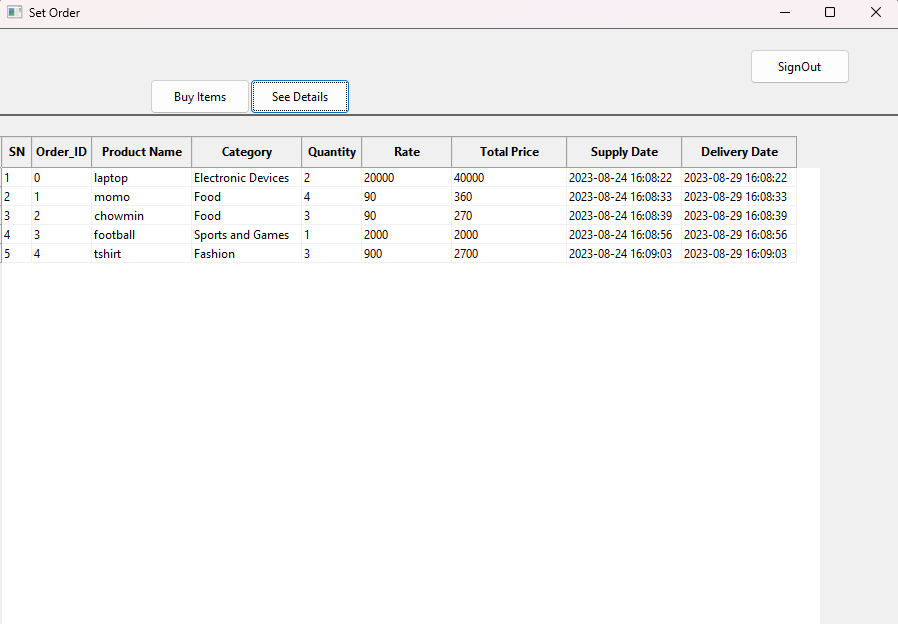 Set Order
SignOut
Buy Items See Details
SN Order_ID Product Name Category Quantity Rate Total Price Supply Date Delivery Date
1 0 laptop Electronic Devices 2 20000 40000 2023-08-24 16:08:22 2023-08-29 16:08:22
2 1 momo Food 4 90 360 2023-08-24 16:08:33 2023-08-29 16:08:33
3 2 chowmin Food 3 90 270 2023-08-24 16:08:39 2023-08-29 16:08:39
4 3 football Sports and Games 1 2000 2000 2023-08-24 16:08:56 2023-08-29 16:08:56
5 4 tshirt Fashion 3 900 2700 2023-08-24 16:09:03 2023-08-29 16:09:03